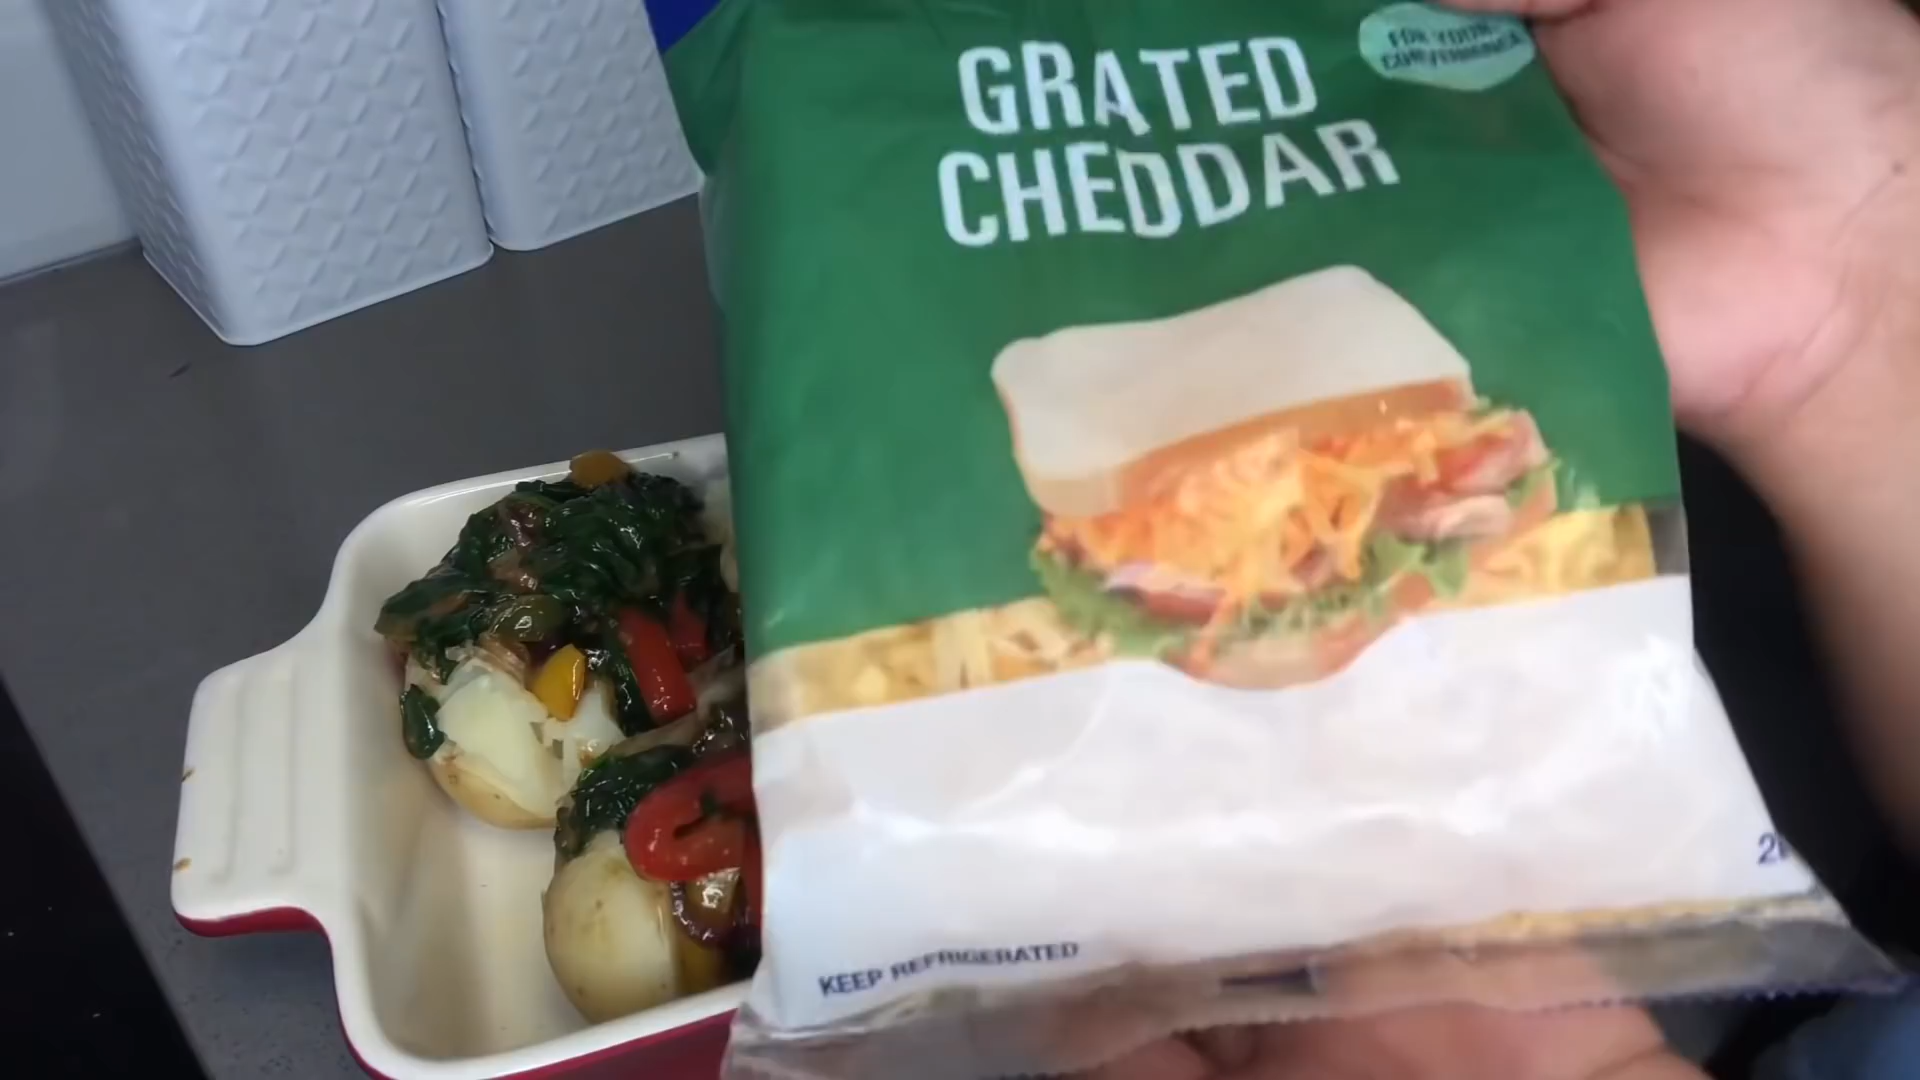 GRATED
CHEDDAR
FOR YOUR
CONVENIENCE
KEEP REFRIGERATED